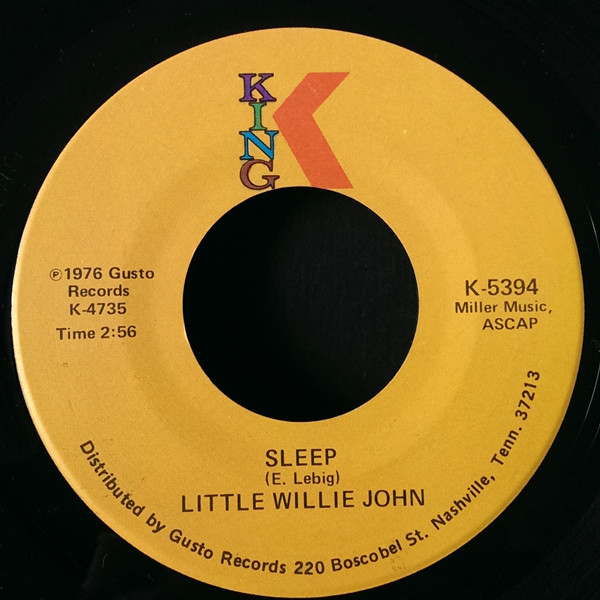 KING
℗1976 Gusto
Records
K-4735
Time 2:56
K-5394
Miller Music,
ASCAP
SLEEP
(E. Lebig)
LITTLE WILLIE JOHN
Distributed by Gusto Records 220 Boscobel St. Nashville, Tenn. 37213